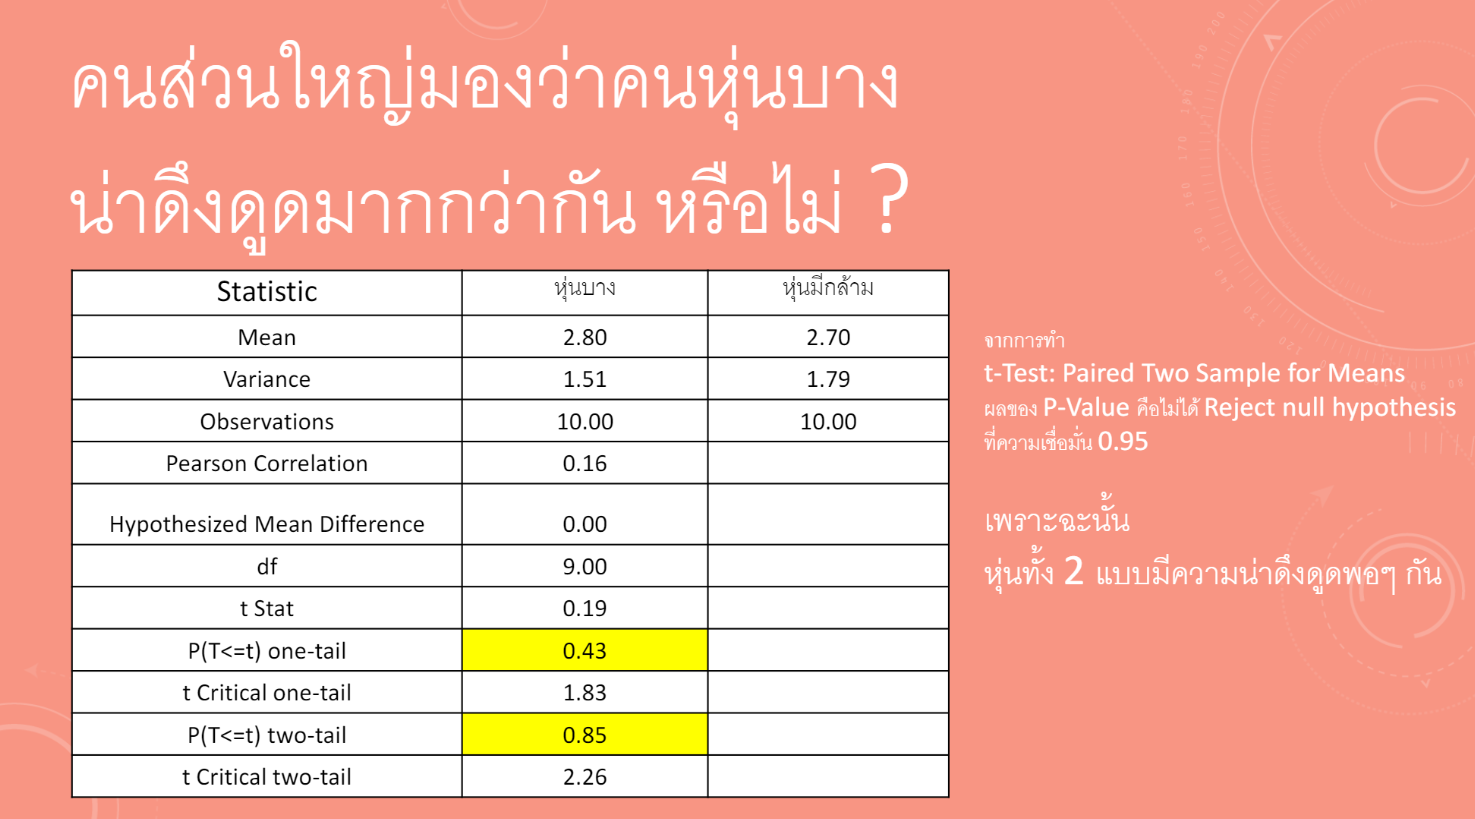 คนส่วนใหญ่มองว่าคนหุ่นบาง
น่าดึงดูดมากกว่ากัน หรือไม่ ?
Statistic หุ่นบาง หุ่นมีกล้าม
Mean 2.80 2.70
Variance 1.51 1.79
Observations 10.00 10.00
Pearson Correlation 0.16
Hypothesized Mean Difference 0.00
df 9.00
t Stat 0.19
P(T<=t) one-tail 0.43
t Critical one-tail 1.83
P(T<=t) two-tail 0.85
t Critical two-tail 2.26
จากการทำ
t-Test: Paired Two Sample for Means
ผลของ P-Value คือไม่ได้ Reject null hypothesis
ที่ความเชื่อมั่น 0.95
เพราะฉะนั้น
หุ่นทั้ง 2 แบบมีความน่าดึงดูดพอๆ กัน